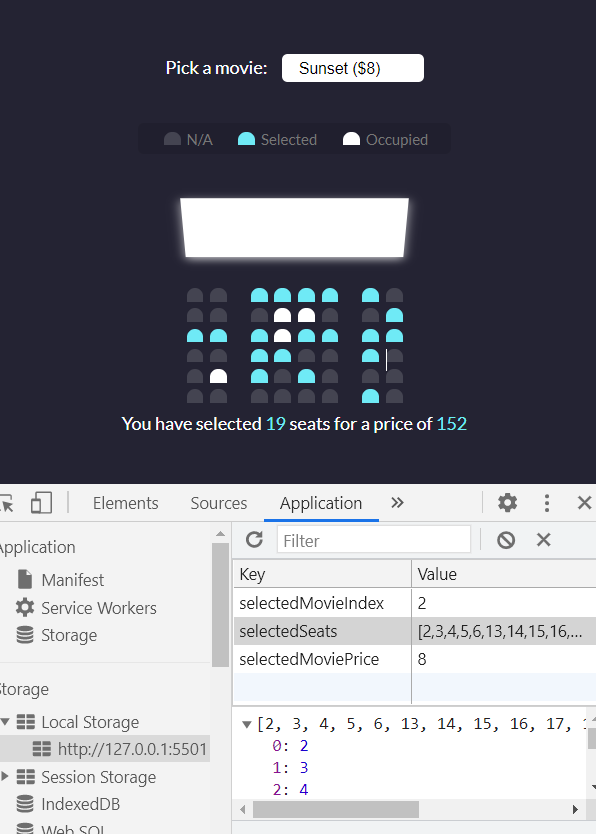 Pick a movie: Sunset ($8)
N/A Selected Occupied
You have selected 19 seats for a price of 152
Elements Sources Application
Application
Manifest
Service Workers
Storage
Storage
Local Storage
http://127.0.0.1:5501
Session Storage
IndexedDB
Web SQL
Filter
Key Value
selectedMovieIndex 2
selectedSeats [2,3,4,5,6,13,14,15,16,...
selectedMoviePrice 8
[2, 3, 4, 5, 6, 13, 14, 15, 16, 17,
0: 2
1: 3
2: 4